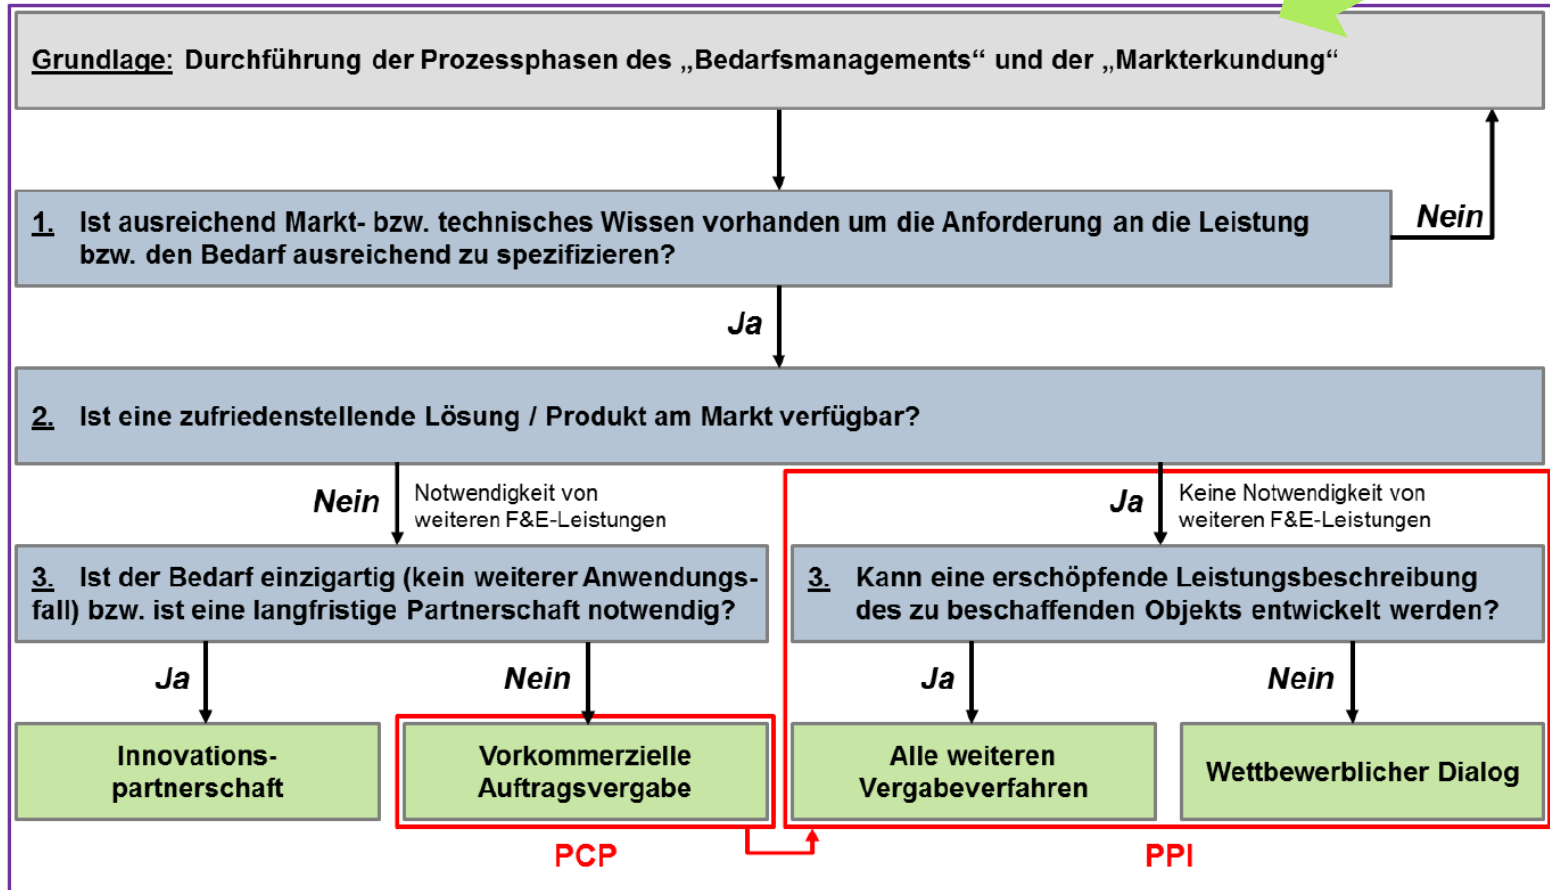 Grundlage: Durchführung der Prozessphasen des „Bedarfsmanagements“ und der „Markterkundung“
1. Ist ausreichend Markt- bzw. technisches Wissen vorhanden um die Anforderung an die Leistung
bzw. den Bedarf ausreichend zu spezifizieren?
Nein
Ja
2. Ist eine zufriedenstellende Lösung / Produkt am Markt verfügbar?
Nein
Notwendigkeit von
weiteren F&E-Leistungen
Ja
Keine Notwendigkeit von
weiteren F&E-Leistungen
3. Ist der Bedarf einzigartig (kein weiterer Anwendungs-
fall) bzw. ist eine langfristige Partnerschaft notwendig?
3. Kann eine erschöpfende Leistungsbeschreibung
des zu beschaffenden Objekts entwickelt werden?
Ja
Nein
Ja
Nein
Innovations-
partnerschaft
Vorkommerzielle
Auftragsvergabe
Alle weiteren
Vergabeverfahren
Wettbewerblicher Dialog
PCP
PPI